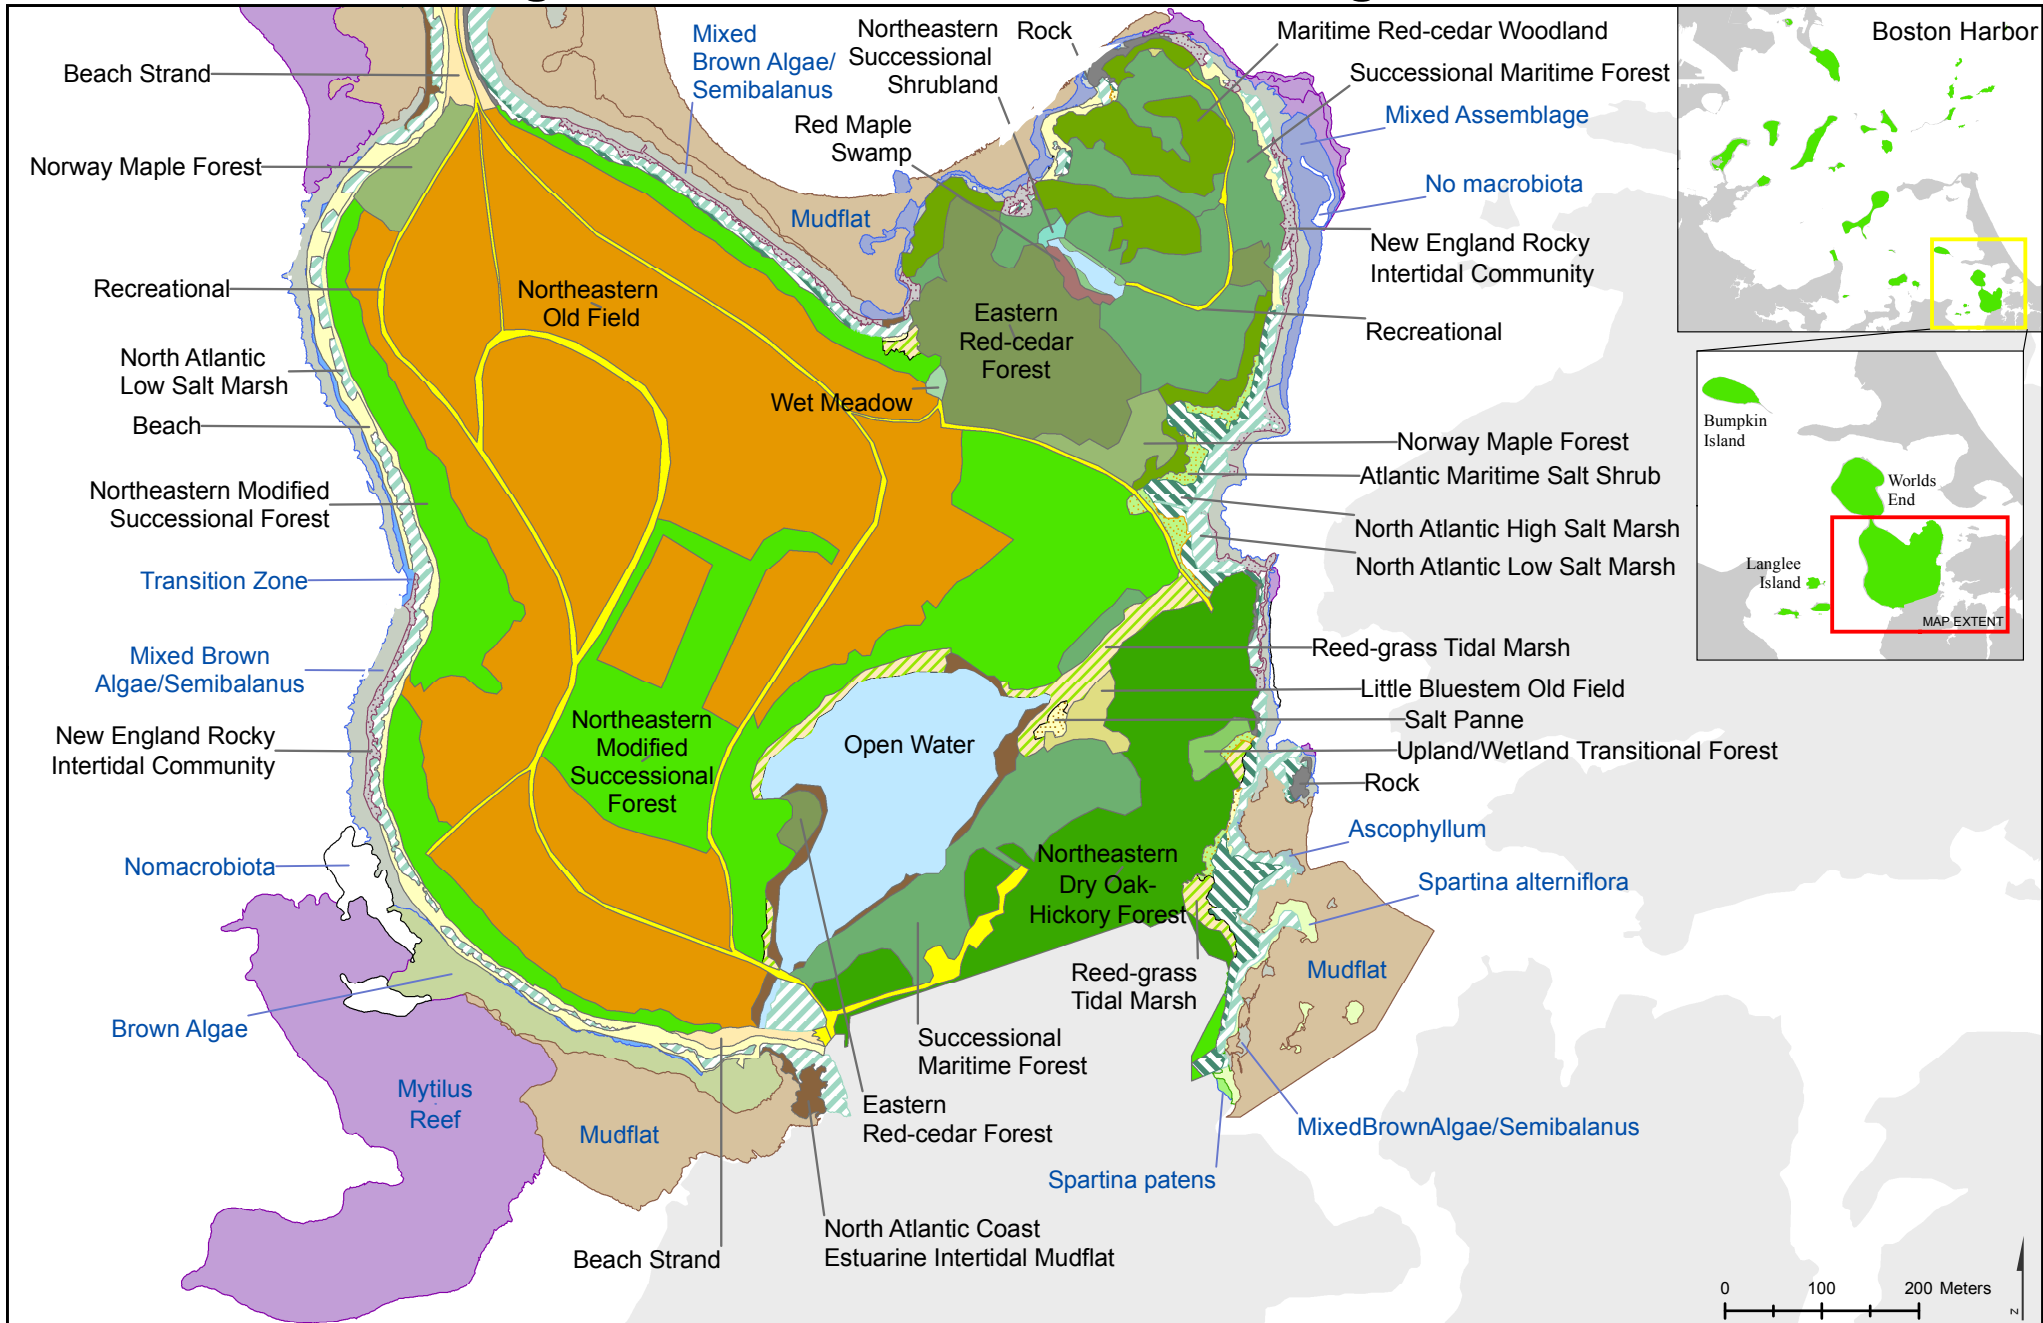 Beach Strand
Mixed
Brown Algae/
Semibalanus
Northeastern
Successional
Shrubland
Rock
Maritime Red-cedar Woodland
Successional Maritime Forest
Mixed Assemblage
Red Maple
Swamp
Norway Maple Forest
No macrobiota
Mudflat
New England Rocky
Intertidal Community
Recreational
Northeastern
Old Field
Eastern
Red-cedar
Forest
Recreational
North Atlantic
Low Salt Marsh
Wet Meadow
Beach
Norway Maple Forest
Atlantic Maritime Salt Shrub
Northeastern Modified
Successional Forest
North Atlantic High Salt Marsh
North Atlantic Low Salt Marsh
Transition Zone
Reed-grass Tidal Marsh
Mixed Brown
Algae/Semibalanus
Little Bluestem Old Field
Salt Panne
Northeastern
Modified
Successional
Forest
Open Water
Upland/Wetland Transitional Forest
New England Rocky
Intertidal Community
Rock
Ascophyllum
Nomacrobiota
Northeastern
Dry Oak-
Hickory Forest
Spartina alterniflora
Mudflat
Reed-grass
Tidal Marsh
Brown Algae
Successional
Maritime Forest
Mytilus
Reef
Mudflat
Eastern
Red-cedar Forest
MixedBrownAlgae/Semibalanus
Spartina patens
North Atlantic Coast
Estuarine Intertidal Mudflat
Beach Strand
Boston Harbor
Bumpkin
Island
Worlds
End
Langlee
Island
MAP EXTENT
0 100 200 Meters
N